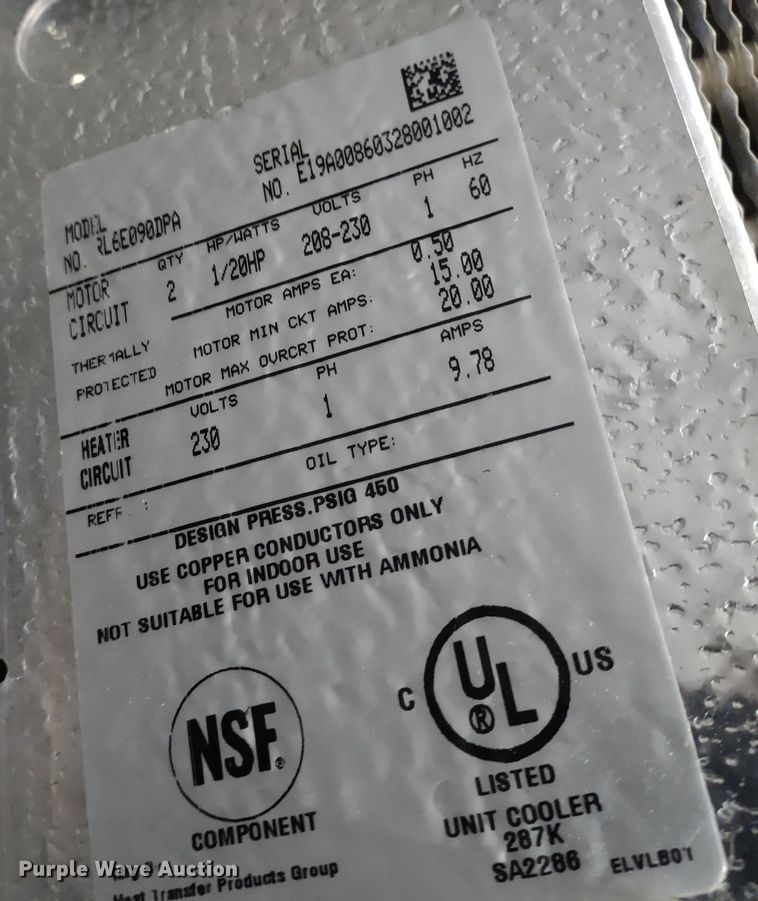 SERIAL
NO. E19A00860328001002
MODEL
NO. RL6E090DPA
MOTOR CIRCUIT
QTY HP/WATTS VOLTS PH HZ
2 1/20HP 208-230 1 60
THERMALLY PROTECTED
MOTOR AMPS EA: 0.50
MOTOR MIN CKT AMPS: 15.00
MOTOR MAX OVRCRT PROT: 20.00
HEATER CIRCUIT
VOLTS PH AMPS
230 1 9.78
REFR. : OIL TYPE:
DESIGN PRESS.PSIG 450
USE COPPER CONDUCTORS ONLY
FOR INDOOR USE
NOT SUITABLE FOR USE WITH AMMONIA
NSF®
COMPONENT
C UL® US
LISTED
UNIT COOLER
287K
SA2286
ELVLB01
Heat Transfer Products Group
Purple Wave Auction